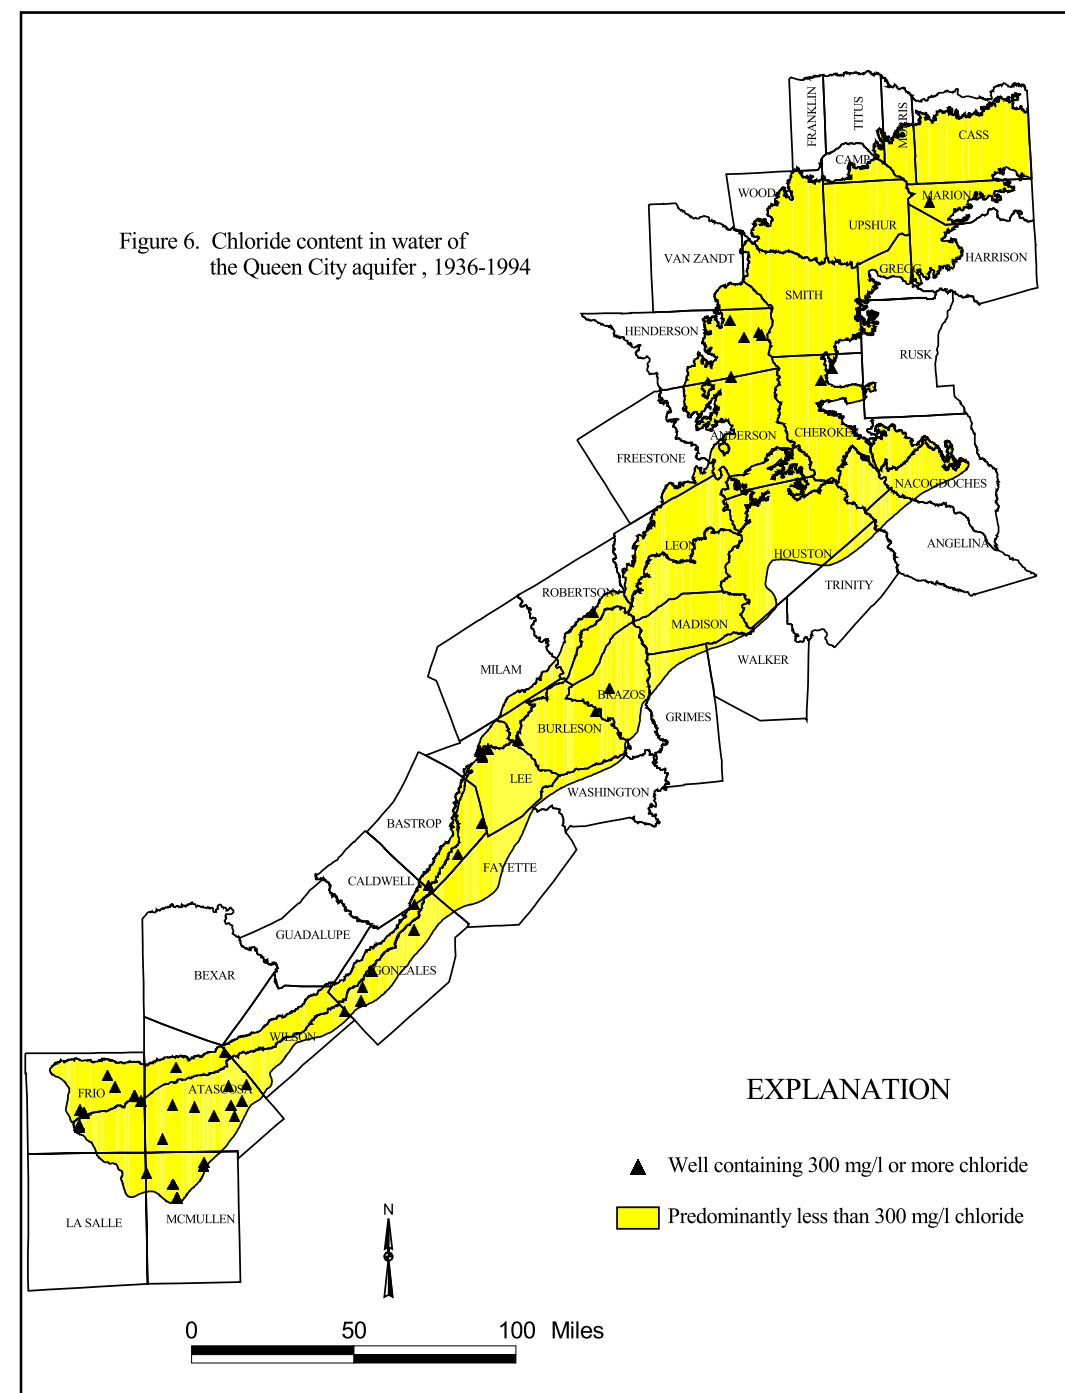 Figure 6. Chloride content in water of
the Queen City aquifer , 1936-1994
FRANKLIN
TITUS
MORRIS
CASS
CAMP
WOOD
MARION
UPSHUR
VAN ZANDT
GREGG
HARRISON
SMITH
HENDERSON
RUSK
ANDERSON
CHEROKEE
FREESTONE
NACOGDOCHES
LEON
HOUSTON
ANGELINA
TRINITY
ROBERTSON
MADISON
WALKER
MILAM
BRAZOS
GRIMES
BURLESON
LEE
WASHINGTON
BASTROP
FAYETTE
CALDWELL
GUADALUPE
GONZALES
BEXAR
WILSON
FRIO
ATASCOSA
LA SALLE
MCMULLEN
EXPLANATION
Well containing 300 mg/l or more chloride
Predominantly less than 300 mg/l chloride
N
0 50 100 Miles